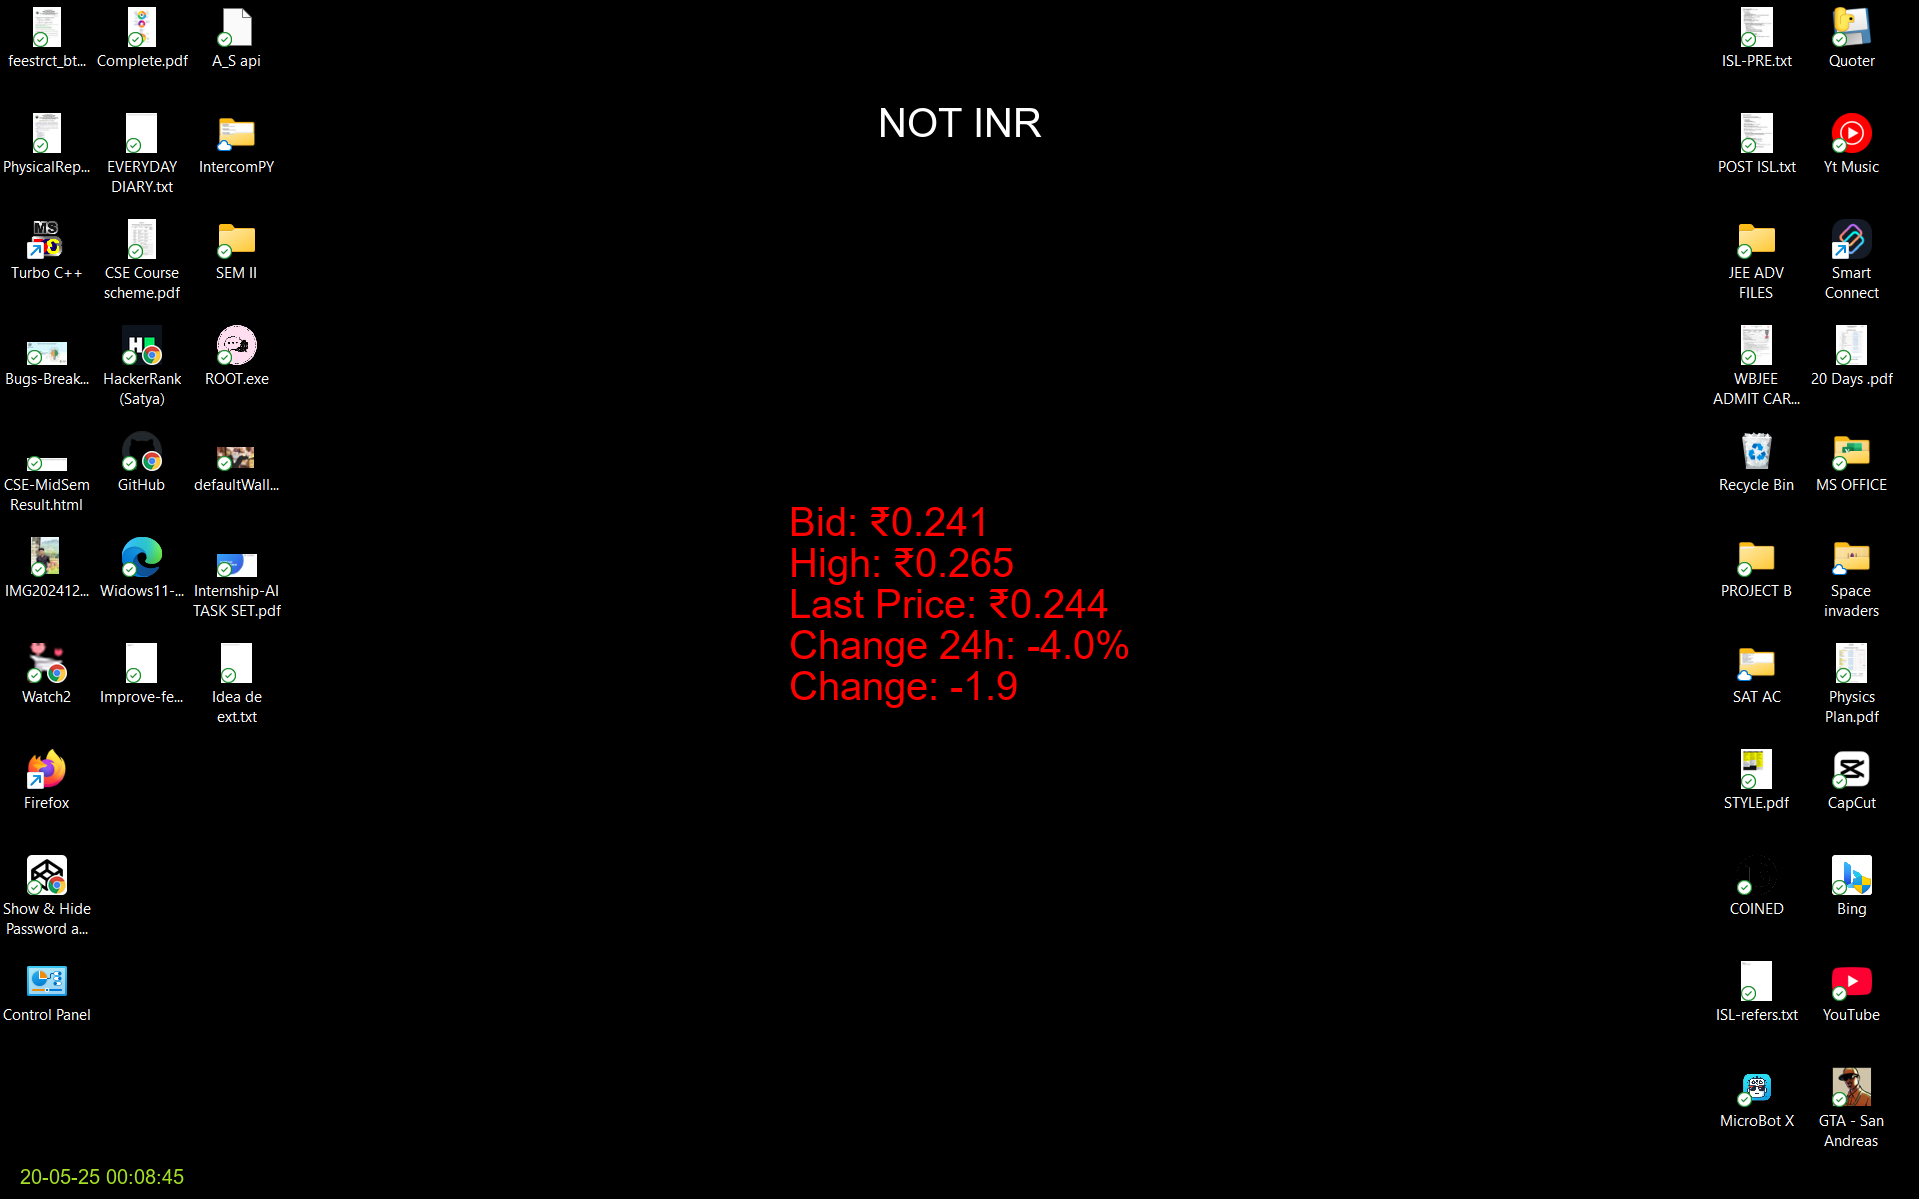 feestrct_bt...
Complete.pdf
A_S api
PhysicalRep...
EVERYDAY
DIARY.txt
IntercomPY
Turbo C++
CSE Course
scheme.pdf
SEM II
Bugs-Break...
HackerRank
(Satya)
ROOT.exe
CSE-MidSem
Result.html
GitHub
defaultWall...
IMG202412...
Widows11-...
Internship-AI
TASK SET.pdf
Watch2
Improve-fe...
Idea de
ext.txt
Firefox
Show & Hide
Password a...
Control Panel
NOT INR
Bid: ₹0.241
High: ₹0.265
Last Price: ₹0.244
Change 24h: -4.0%
Change: -1.9
ISL-PRE.txt
Quoter
POST ISL.txt
Yt Music
JEE ADV
FILES
Smart
Connect
WBJEE
ADMIT CAR...
20 Days .pdf
Recycle Bin
MS OFFICE
PROJECT B
Space
invaders
SAT AC
Physics
Plan.pdf
STYLE.pdf
CapCut
COINED
Bing
ISL-refers.txt
YouTube
MicroBot X
GTA - San
Andreas
20-05-25 00:08:45